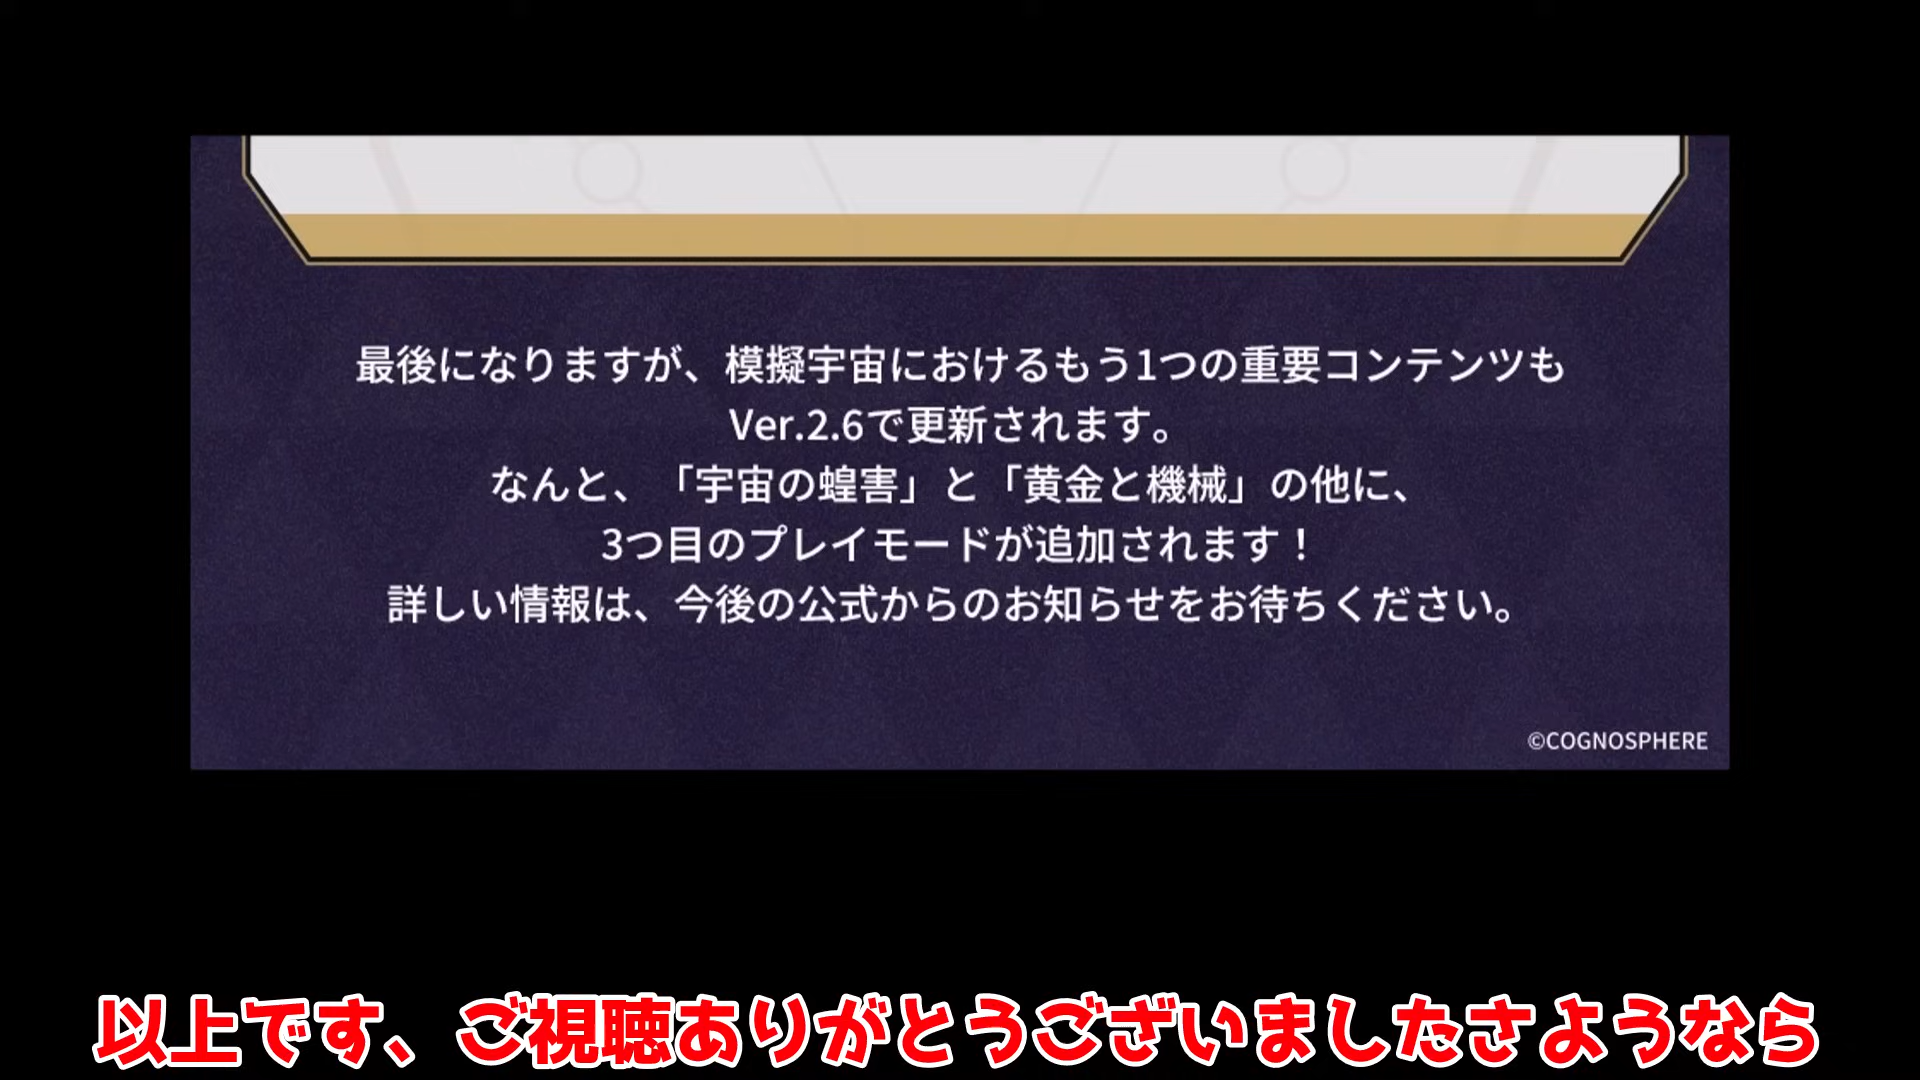 最後になりますが、模擬宇宙におけるもう1つの重要コンテンツも
Ver.2.6で更新されます。
なんと、「宇宙の蝗害」と「黄金と機械」の他に、
3つ目のプレイモードが追加されます！
詳しい情報は、今後の公式からのお知らせをお待ちください。
©COGNOSPHERE
以上です、ご視聴ありがとうございましたさようなら